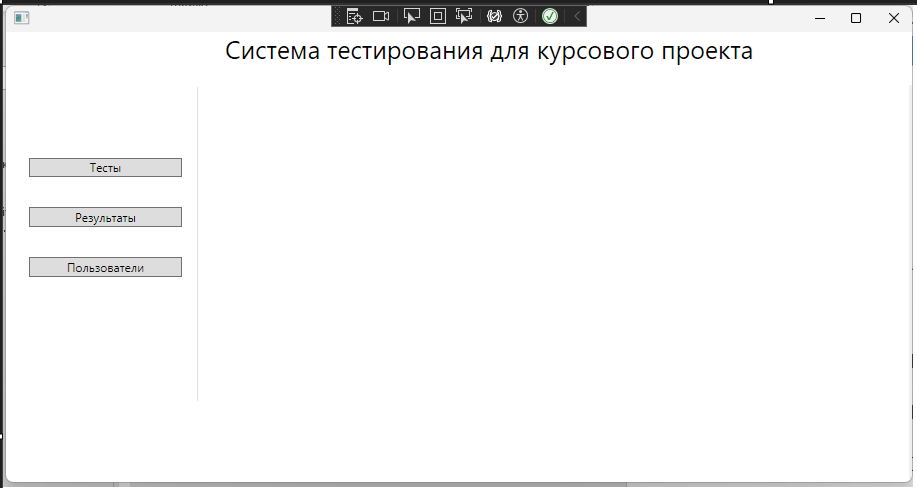 Система тестирования для курсового проекта
Тесты
Результаты
Пользователи